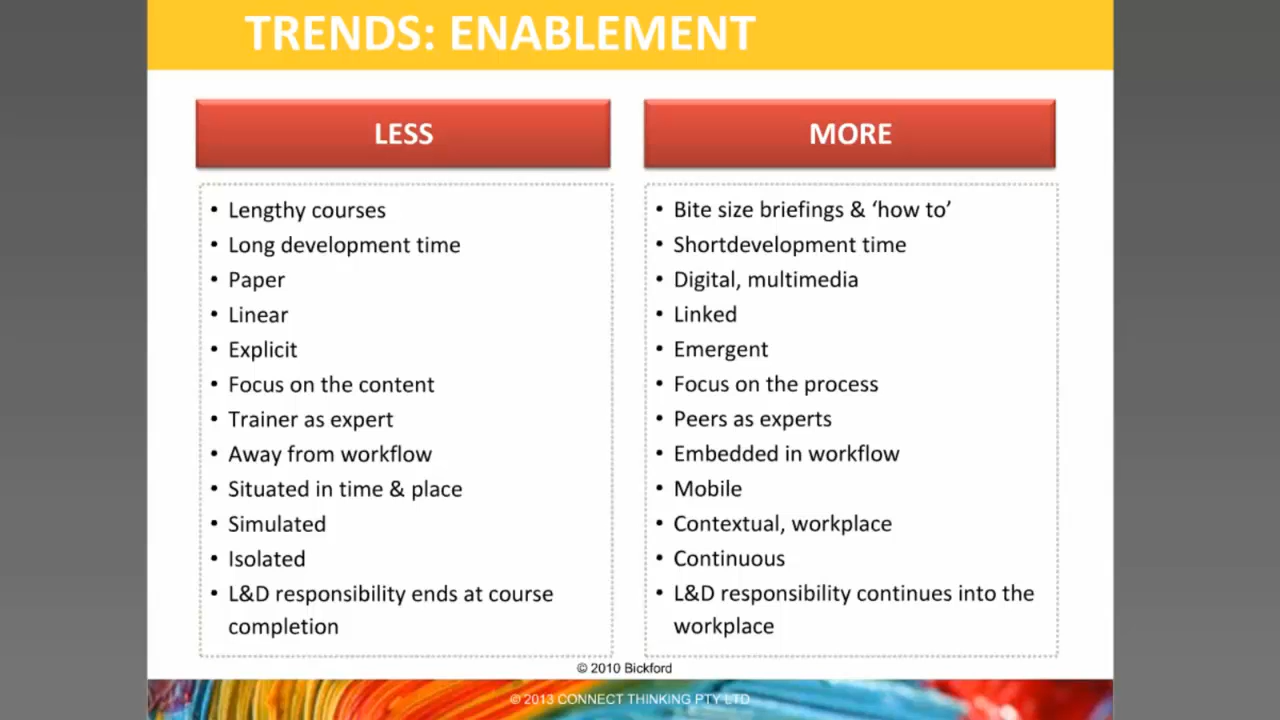 TRENDS: ENABLEMENT
LESS
• Lengthy courses
• Long development time
• Paper
• Linear
• Explicit
• Focus on the content
• Trainer as expert
• Away from workflow
• Situated in time & place
• Simulated
• Isolated
• L&D responsibility ends at course
completion
MORE
• Bite size briefings & ‘how to’
• Shortdevelopment time
• Digital, multimedia
• Linked
• Emergent
• Focus on the process
• Peers as experts
• Embedded in workflow
• Mobile
• Contextual, workplace
• Continuous
• L&D responsibility continues into the
workplace
© 2010 Bickford
© 2013 CONNECT THINKING PTY LTD